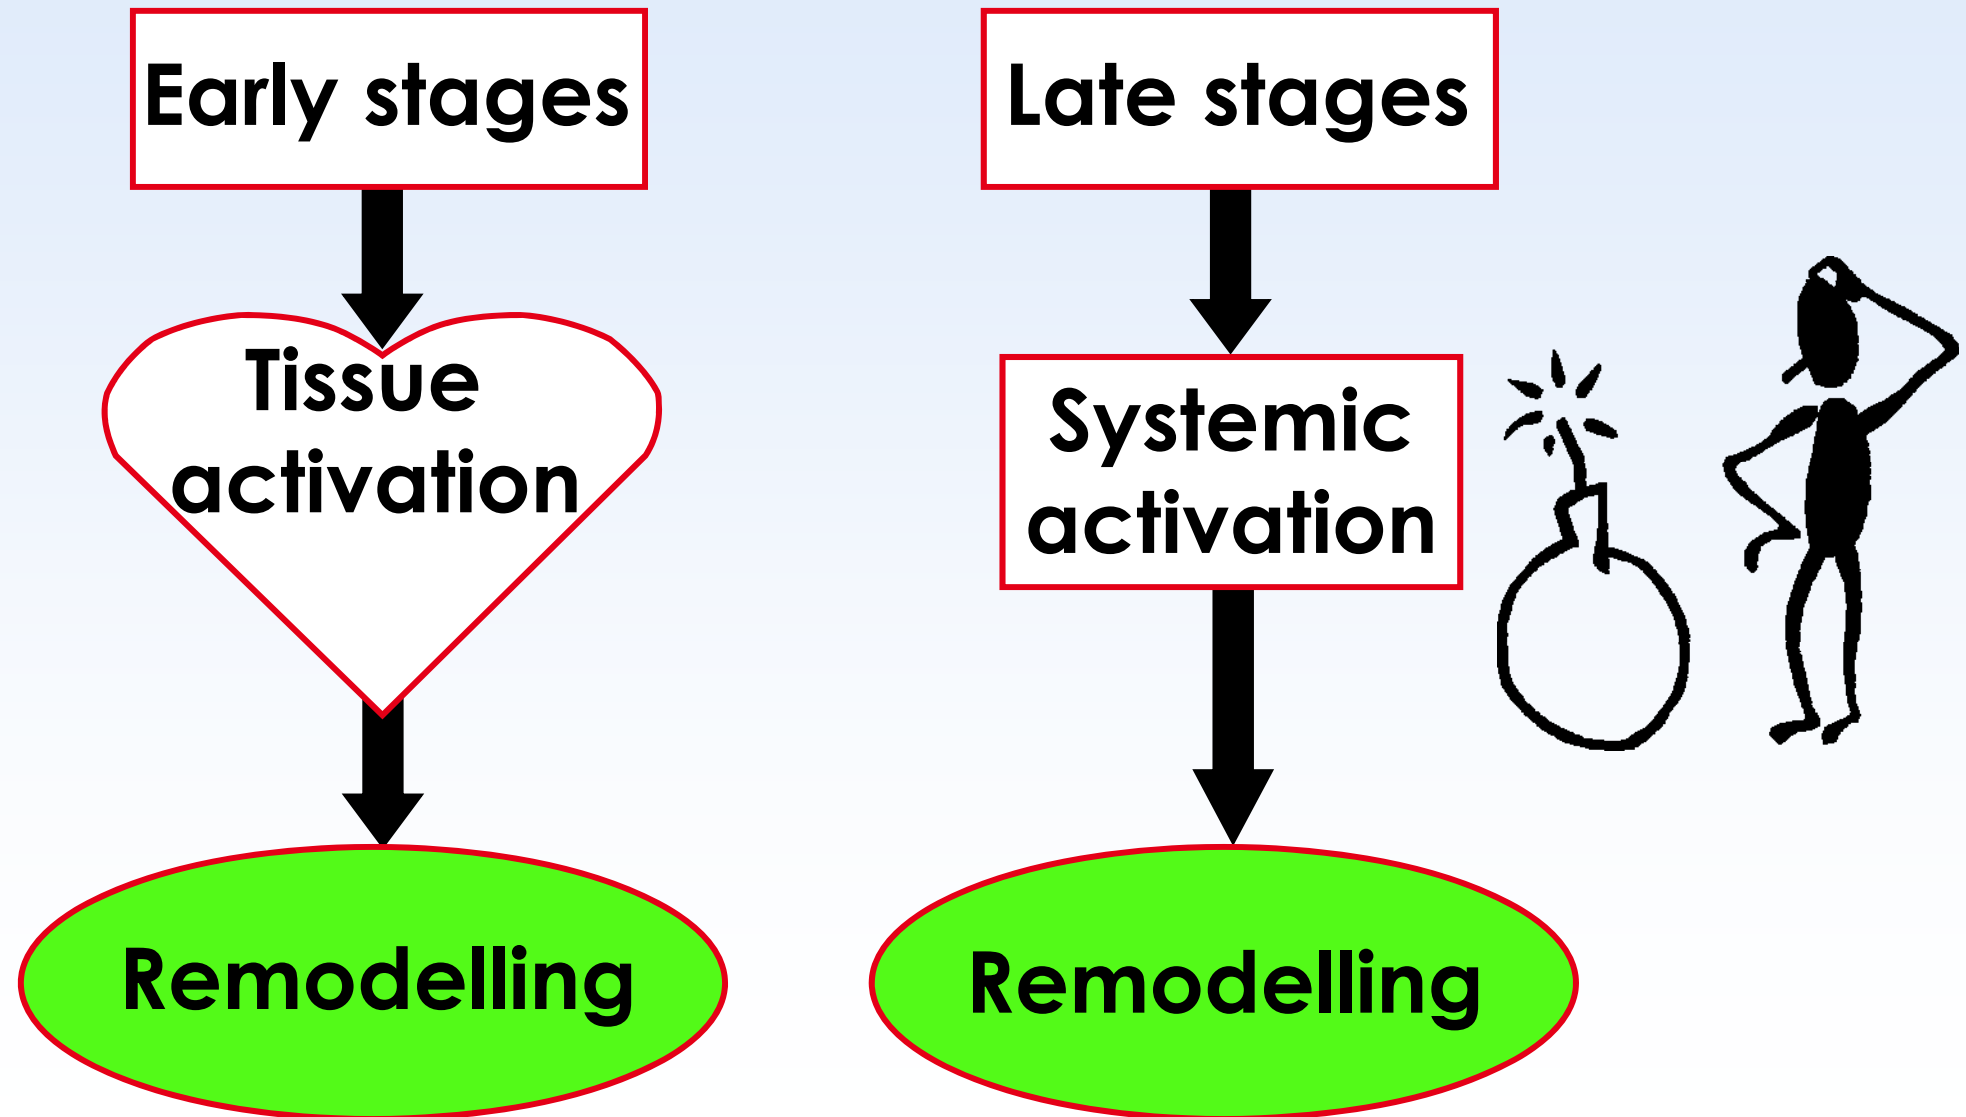 Early stages
Tissue
activation
Remodelling
Late stages
Systemic
activation
Remodelling